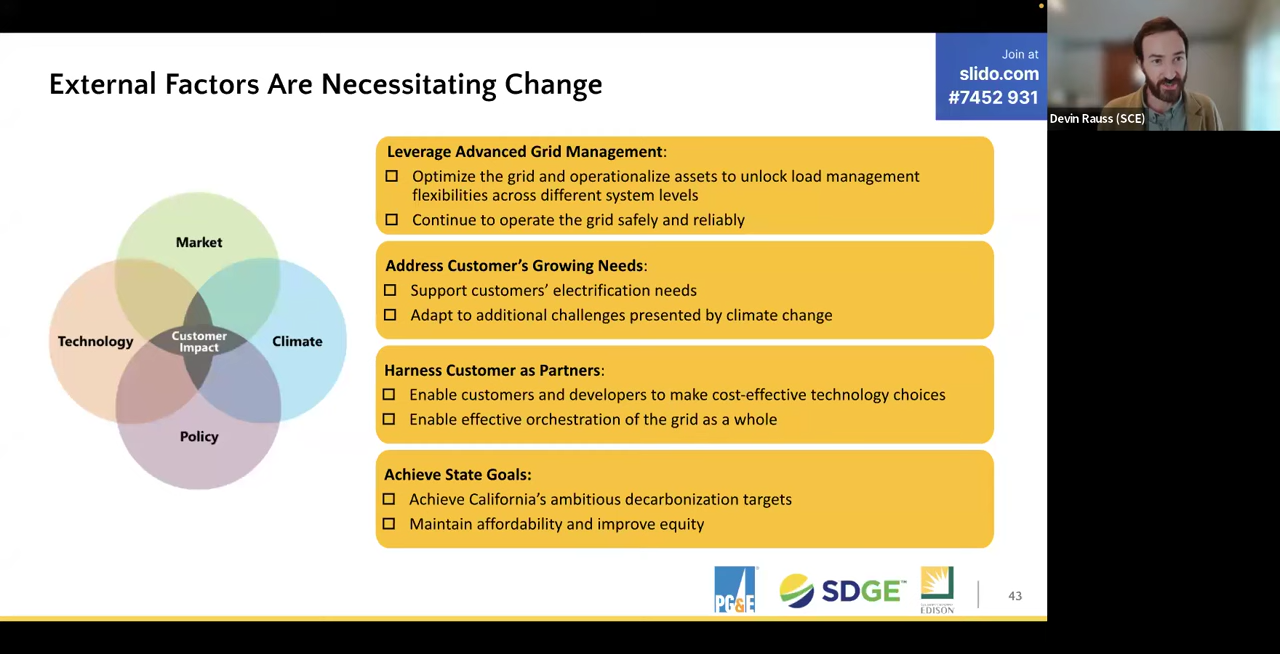 External Factors Are Necessitating Change
Join at
slido.com
#7452 931
Devin Rauss (SCE)
Market
Technology
Customer
Impact
Climate
Policy
Leverage Advanced Grid Management:
Optimize the grid and operationalize assets to unlock load management
flexibilities across different system levels
Continue to operate the grid safely and reliably
Address Customer’s Growing Needs:
Support customers’ electrification needs
Adapt to additional challenges presented by climate change
Harness Customer as Partners:
Enable customers and developers to make cost-effective technology choices
Enable effective orchestration of the grid as a whole
Achieve State Goals:
Achieve California’s ambitious decarbonization targets
Maintain affordability and improve equity
PG&E
SDGE™
EDISON
43